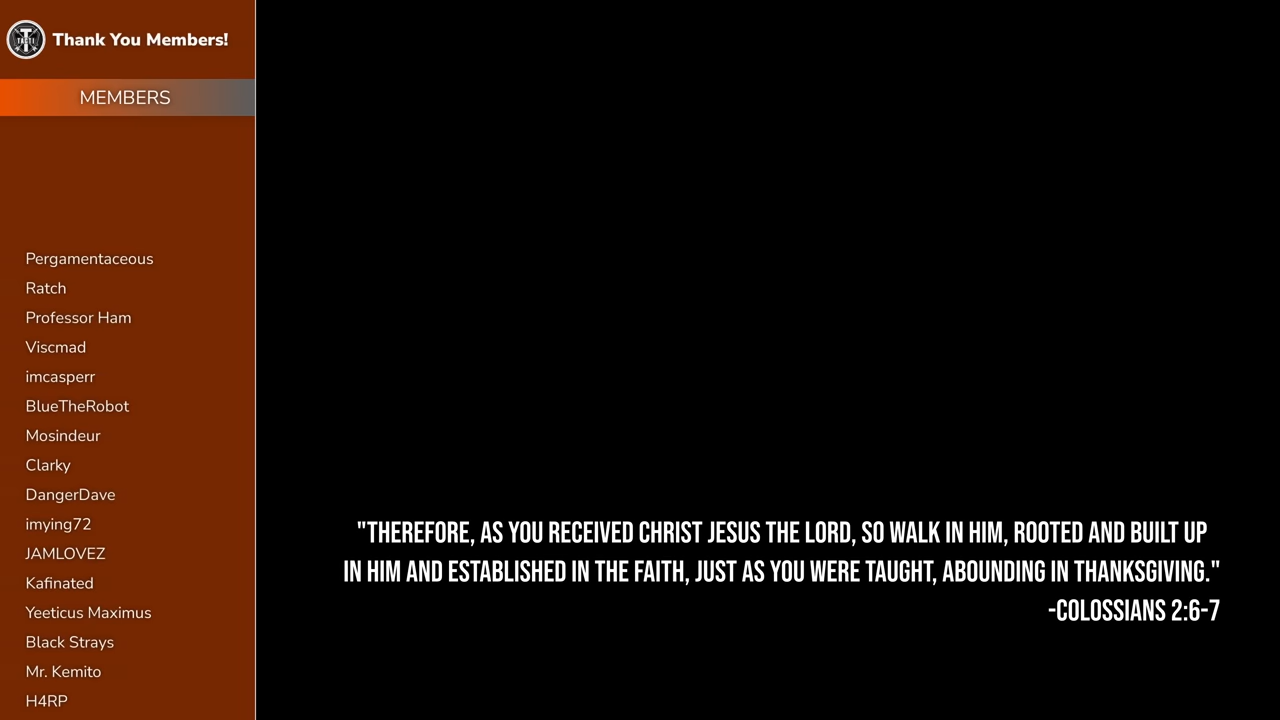 TACTI
Thank You Members!
MEMBERS
Pergamentaceous
Ratch
Professor Ham
Viscmad
imcasperr
BlueTheRobot
Mosindeur
Clarky
DangerDave
imying72
JAMLOVEZ
Kafinated
Yeeticus Maximus
Black Strays
Mr. Kemito
H4RP
"THEREFORE, AS YOU RECEIVED CHRIST JESUS THE LORD, SO WALK IN HIM, ROOTED AND BUILT UP
IN HIM AND ESTABLISHED IN THE FAITH, JUST AS YOU WERE TAUGHT, ABOUNDING IN THANKSGIVING."
-COLOSSIANS 2:6-7